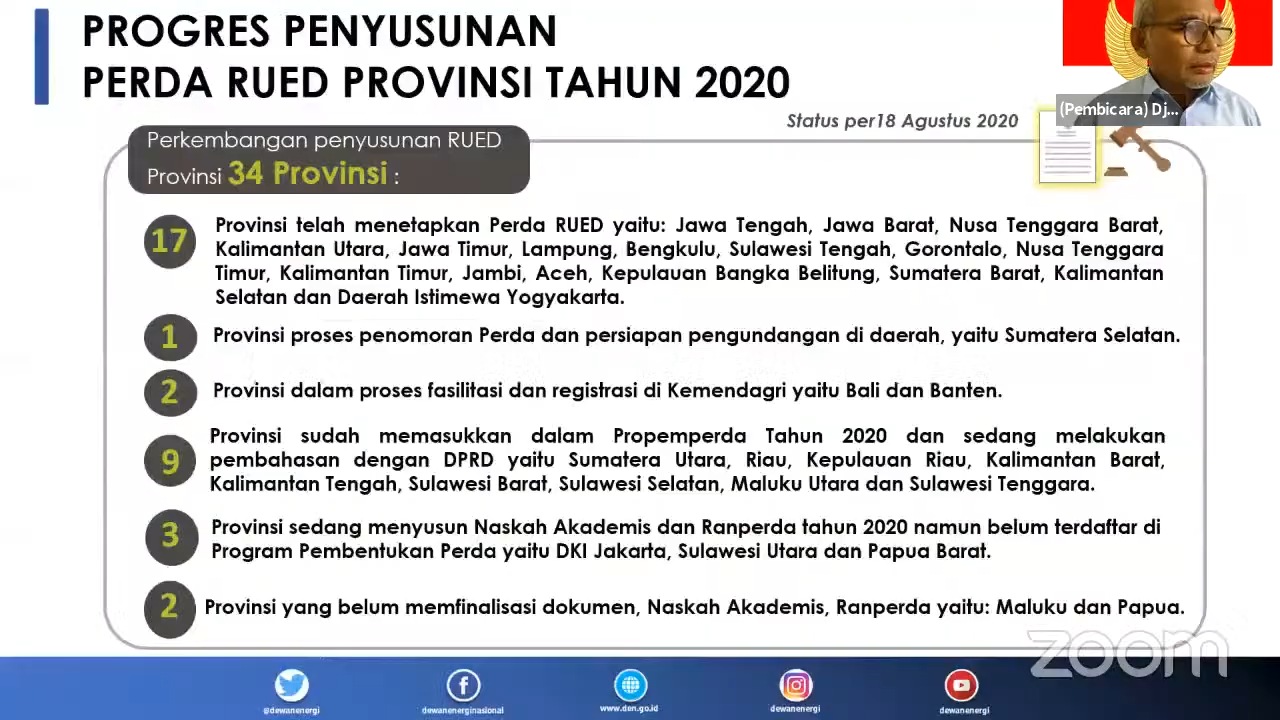 PROGRES PENYUSUNAN
PERDA RUED PROVINSI TAHUN 2020
(Pembicara) Dj...
Status per18 Agustus 2020
Perkembangan penyusunan RUED
Provinsi 34 Provinsi :
17
Provinsi telah menetapkan Perda RUED yaitu: Jawa Tengah, Jawa Barat, Nusa Tenggara Barat,
Kalimantan Utara, Jawa Timur, Lampung, Bengkulu, Sulawesi Tengah, Gorontalo, Nusa Tenggara
Timur, Kalimantan Timur, Jambi, Aceh, Kepulauan Bangka Belitung, Sumatera Barat, Kalimantan
Selatan dan Daerah Istimewa Yogyakarta.
1
Provinsi proses penomoran Perda dan persiapan pengundangan di daerah, yaitu Sumatera Selatan.
2
Provinsi dalam proses fasilitasi dan registrasi di Kemendagri yaitu Bali dan Banten.
9
Provinsi sudah memasukkan dalam Propemperda Tahun 2020 dan sedang melakukan
pembahasan dengan DPRD yaitu Sumatera Utara, Riau, Kepulauan Riau, Kalimantan Barat,
Kalimantan Tengah, Sulawesi Barat, Sulawesi Selatan, Maluku Utara dan Sulawesi Tenggara.
3
Provinsi sedang menyusun Naskah Akademis dan Ranperda tahun 2020 namun belum terdaftar di
Program Pembentukan Perda yaitu DKI Jakarta, Sulawesi Utara dan Papua Barat.
2
Provinsi yang belum memfinalisasi dokumen, Naskah Akademis, Ranperda yaitu: Maluku dan Papua.
zoom
@dewanenergi
dewanenerginasional
www.den.go.id
dewanenergi
dewanenergi